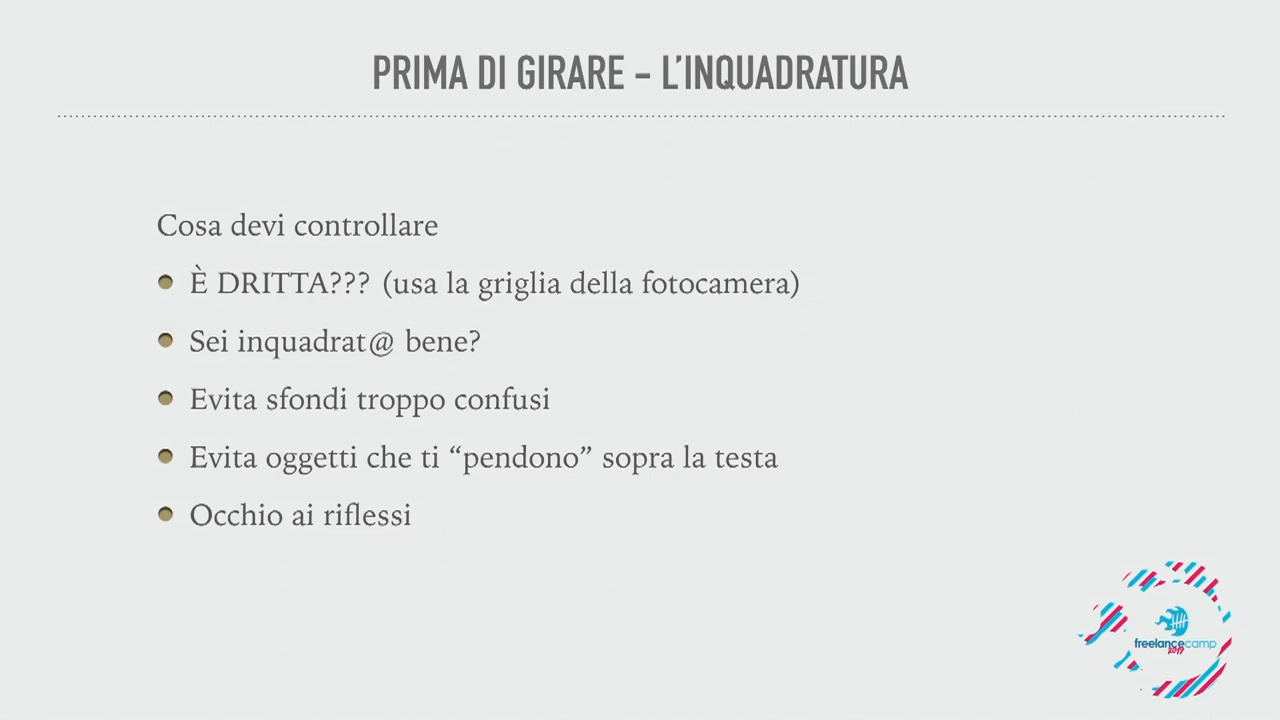 PRIMA DI GIRARE – L’INQUADRATURA
Cosa devi controllare
È DRITTA??? (usa la griglia della fotocamera)
Sei inquadrat@ bene?
Evita sfondi troppo confusi
Evita oggetti che ti “pendono” sopra la testa
Occhio ai riflessi
freelancecamp
2019